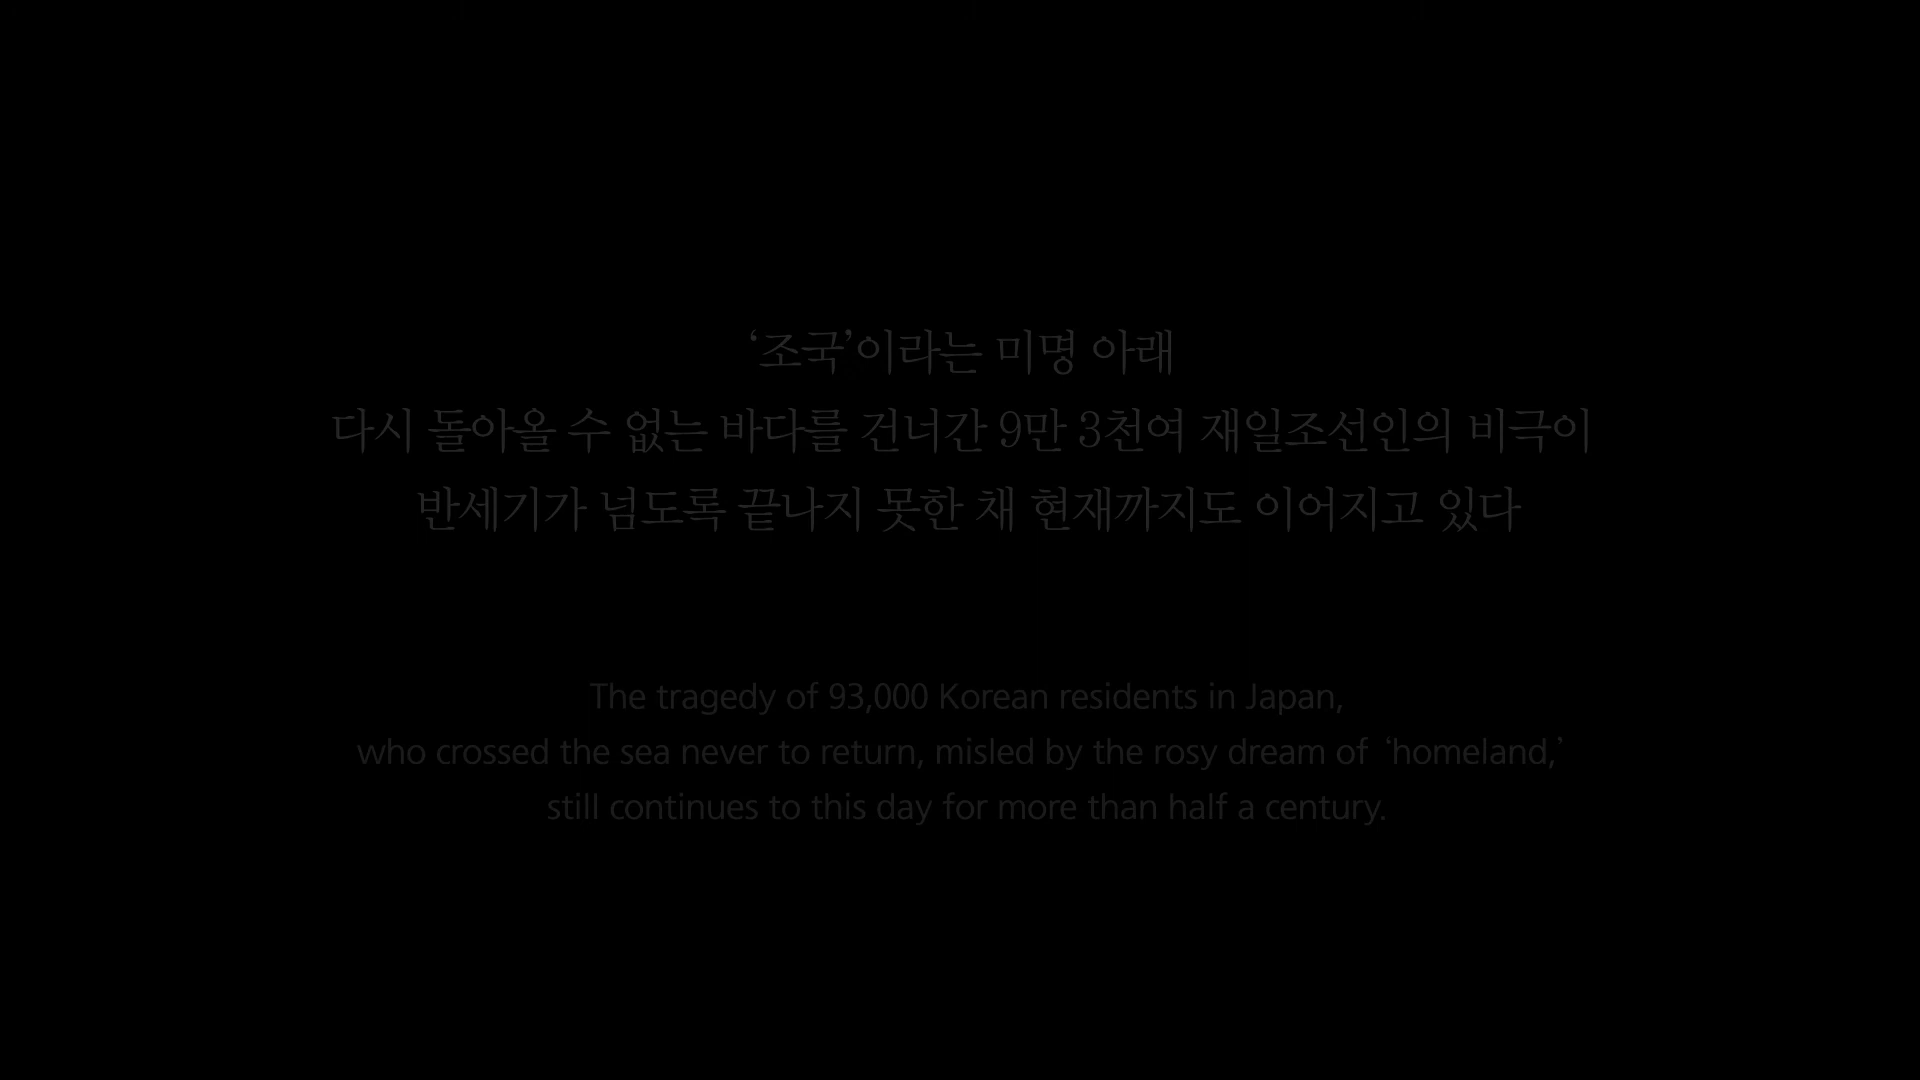 ‘조국’이라는 미명 아래
다시 돌아올 수 없는 바다를 건너간 9만 3천여 재일조선인의 비극이
반세기가 넘도록 끝나지 못한 채 현재까지도 이어지고 있다
The tragedy of 93,000 Korean residents in Japan,
who crossed the sea never to return, misled by the rosy dream of ‘homeland,’
still continues to this day for more than half a century.